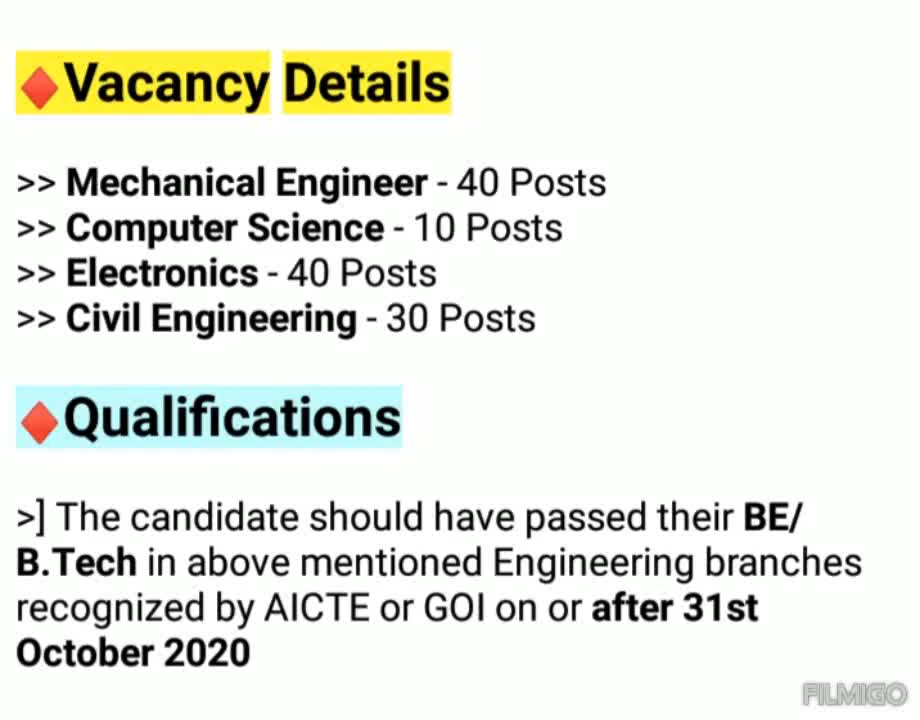 ♦Vacancy Details
>> Mechanical Engineer - 40 Posts
>> Computer Science - 10 Posts
>> Electronics - 40 Posts
>> Civil Engineering - 30 Posts
♦Qualifications
>] The candidate should have passed their BE/
B.Tech in above mentioned Engineering branches
recognized by AICTE or GOI on or after 31st
October 2020
FILMIGO